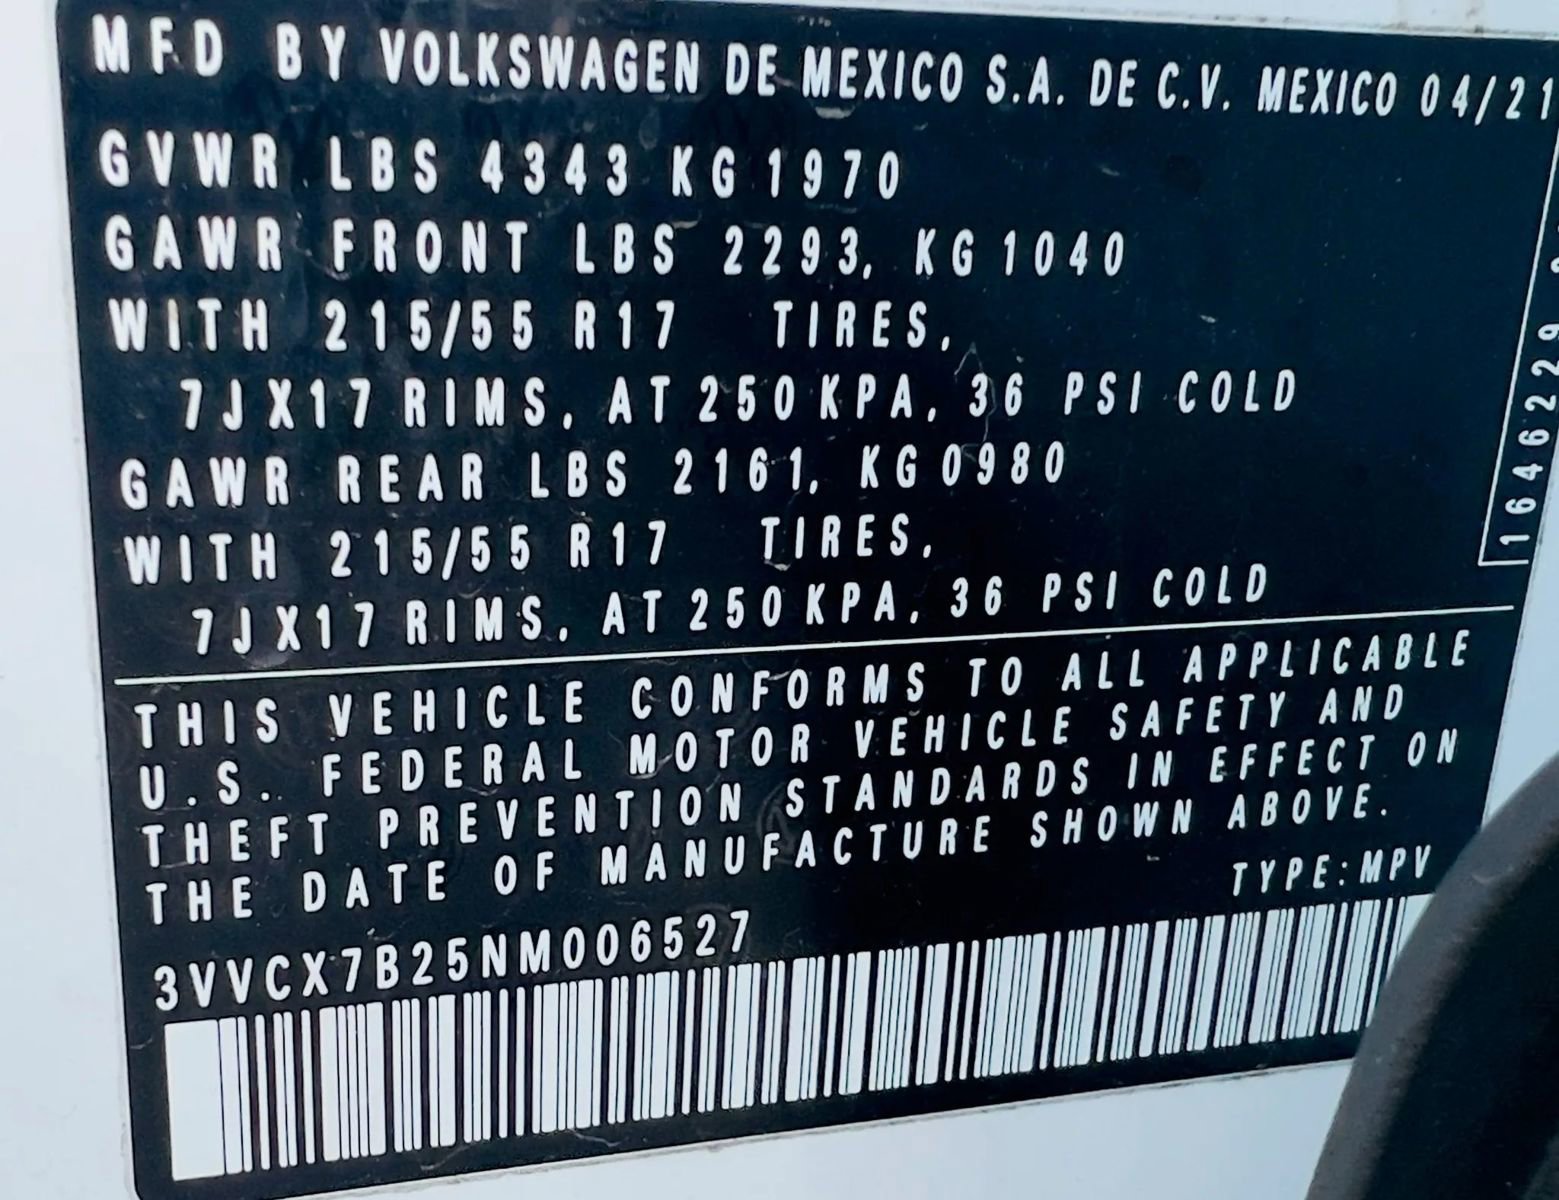 MFD BY VOLKSWAGEN DE MEXICO S.A. DE C.V. MEXICO 04/21
GVWR LBS 4343 KG 1970
GAWR FRONT LBS 2293, KG 1040
WITH 215/55 R17 TIRES,
7JX17 RIMS, AT 250 KPA, 36 PSI COLD
GAWR REAR LBS 2161, KG 0980
WITH 215/55 R17 TIRES,
7JX17 RIMS, AT 250 KPA, 36 PSI COLD
THIS VEHICLE CONFORMS TO ALL APPLICABLE
U.S. FEDERAL MOTOR VEHICLE SAFETY AND
THEFT PREVENTION STANDARDS IN EFFECT ON
THE DATE OF MANUFACTURE SHOWN ABOVE.
TYPE:MPV
3VVCX7B25NM006527
1646229